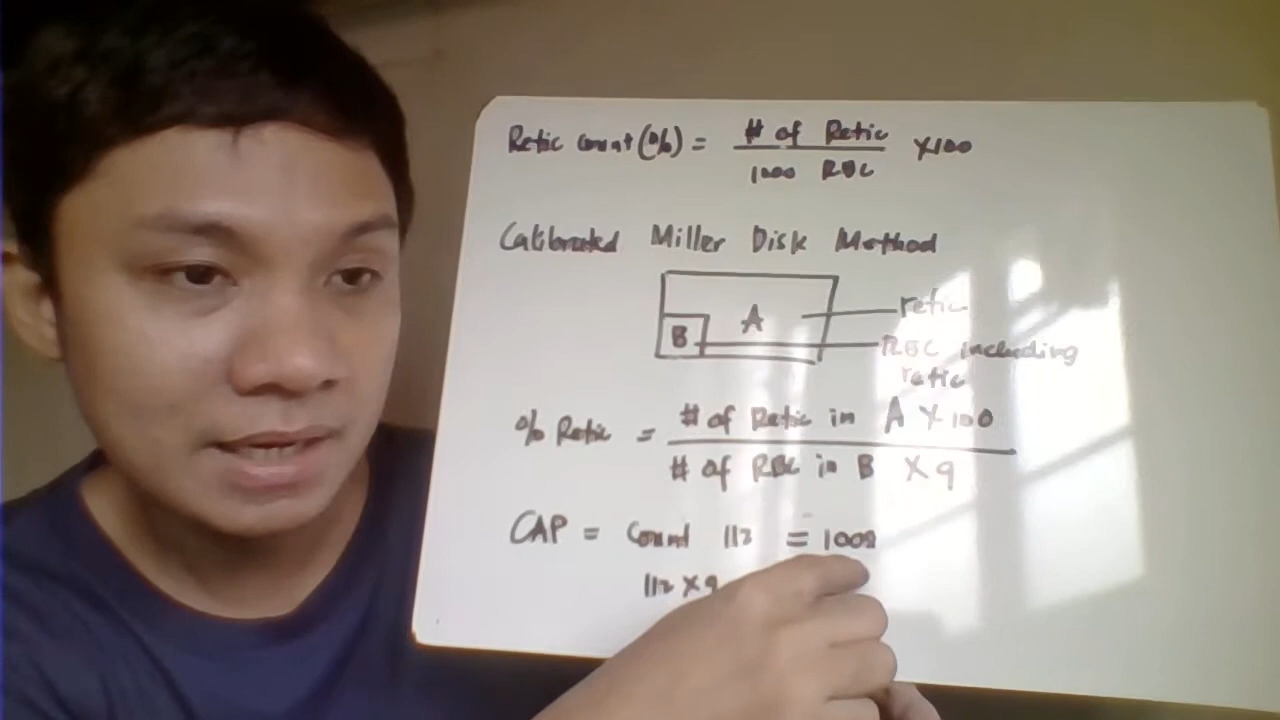 Retic count (%) = # of Retic X100
1000 RBC
Calibrated Miller Disk Method
A
retic
B
RBC including
retic
% Retic = # of Retic in A X 100
# of RBC in B X 9
CAP = Count 112 = 1008
112 X 9